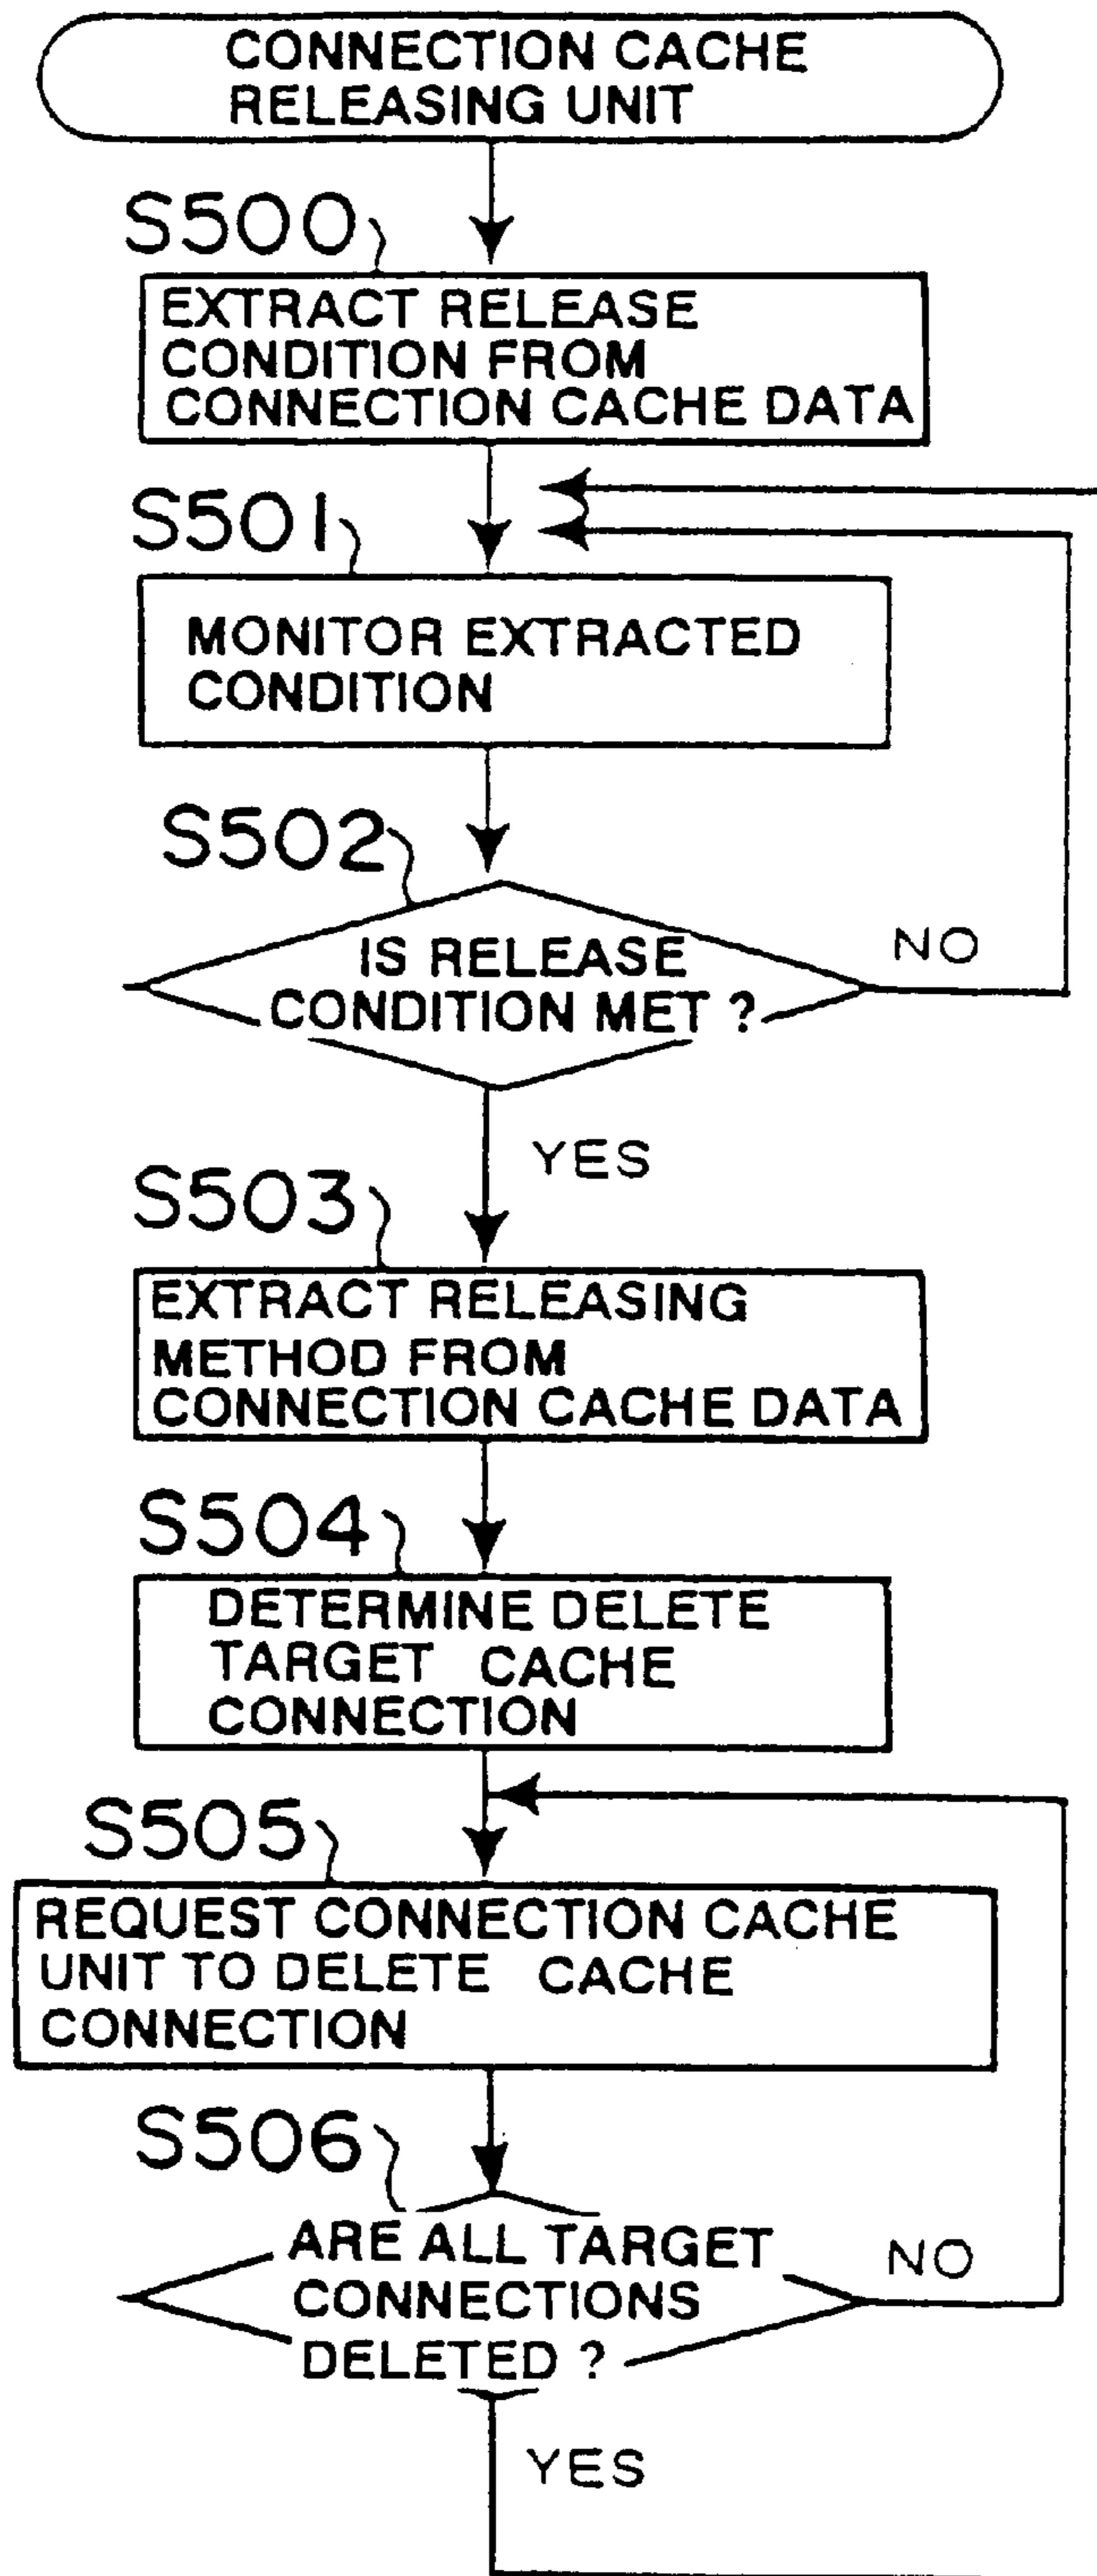 CONNECTION CACHE
RELEASING UNIT
S500
EXTRACT RELEASE
CONDITION FROM
CONNECTION CACHE DATA
S501
MONITOR EXTRACTED
CONDITION
S502
IS RELEASE
CONDITION MET ?
NO
YES
S503
EXTRACT RELEASING
METHOD FROM
CONNECTION CACHE DATA
S504
DETERMINE DELETE
TARGET CACHE
CONNECTION
S505
REQUEST CONNECTION CACHE
UNIT TO DELETE CACHE
CONNECTION
S506
ARE ALL TARGET
CONNECTIONS
DELETED ?
NO
YES